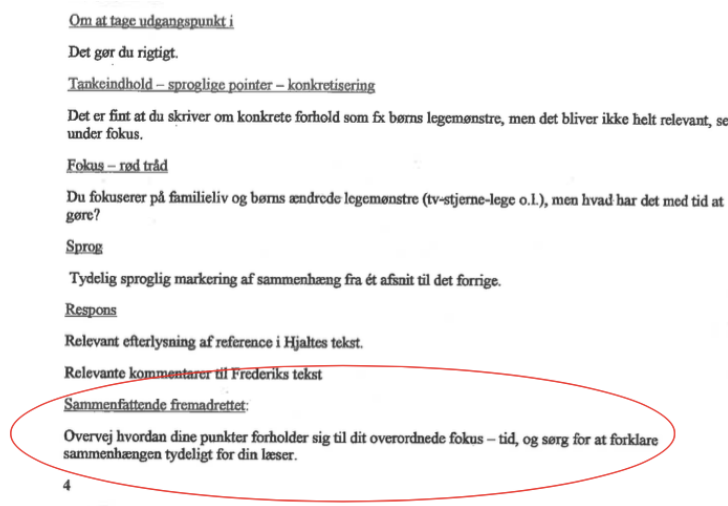 Om at tage udgangspunkt i
Det gør du rigtigt.
Tankeindhold – sproglige pointer – konkretisering
Det er fint at du skriver om konkrete forhold som fx børns legemønstre, men det bliver ikke helt relevant, se
under fokus.
Fokus – rød tråd
Du fokuserer på familieliv og børns ændrede legemønstre (tv-stjerne-lege o.l.), men hvad har det med tid at
gøre?
Sprog
Tydelig sproglig markering af sammenhæng fra ét afsnit til det forrige.
Respons
Relevant efterlysning af reference i Hjaltes tekst.
Relevante kommentarer til Frederiks tekst
Sammenfattende fremadrettet:
Overvej hvordan dine punkter forholder sig til dit overordnede fokus – tid, og sørg for at forklare
sammenhængen tydeligt for din læser.
4